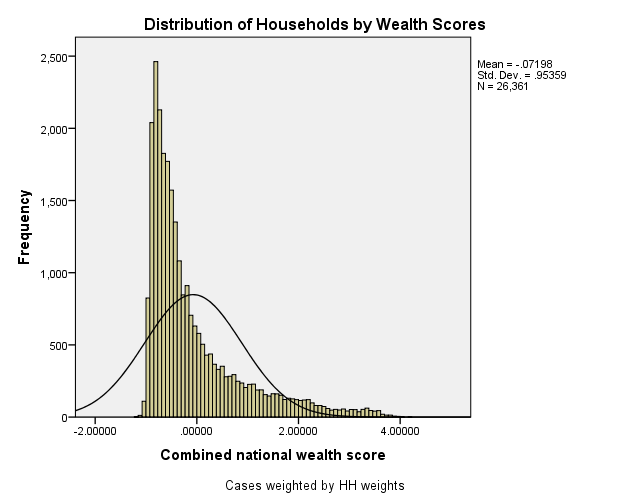 Distribution of Households by Wealth Scores
Mean = -.07198
Std. Dev. = .95359
N = 26,361
2,500
2,000
1,500
1,000
500
0
Frequency
-2.00000 .00000 2.00000 4.00000
Combined national wealth score
Cases weighted by HH weights